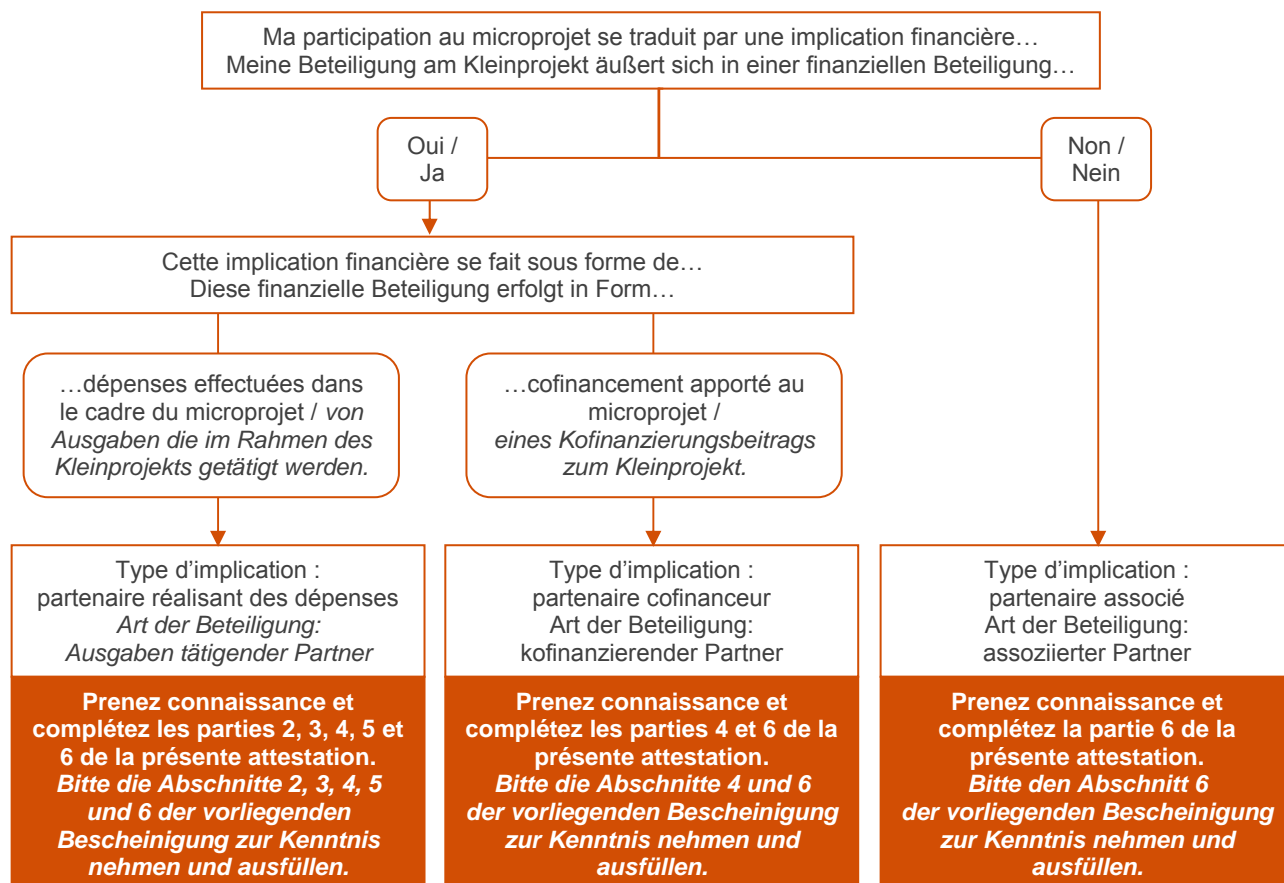 Ma participation au microprojet se traduit par une implication financière…
Meine Beteiligung am Kleinprojekt äußert sich in einer finanziellen Beteiligung…
Oui /
Ja
Non /
Nein
Cette implication financière se fait sous forme de…
Diese finanzielle Beteiligung erfolgt in Form…
…dépenses effectuées dans
le cadre du microprojet / von
Ausgaben die im Rahmen des
Kleinprojekts getätigt werden.
…cofinancement apporté au
microprojet /
eines Kofinanzierungsbeitrags
zum Kleinprojekt.
Type d’implication :
partenaire réalisant des dépenses
Art der Beteiligung:
Ausgaben tätigender Partner
Prenez connaissance et
complétez les parties 2, 3, 4, 5 et
6 de la présente attestation.
Bitte die Abschnitte 2, 3, 4, 5
und 6 der vorliegenden
Bescheinigung zur Kenntnis
nehmen und ausfüllen.
Type d’implication :
partenaire cofinanceur
Art der Beteiligung:
kofinanzierender Partner
Prenez connaissance et
complétez les parties 4 et 6 de la
présente attestation.
Bitte die Abschnitte 4 und 6
der vorliegenden Bescheinigung
zur Kenntnis nehmen und
ausfüllen.
Type d’implication :
partenaire associé
Art der Beteiligung:
assoziierter Partner
Prenez connaissance et
complétez la partie 6 de la
présente attestation.
Bitte den Abschnitt 6
der vorliegenden Bescheinigung
zur Kenntnis nehmen und
ausfüllen.